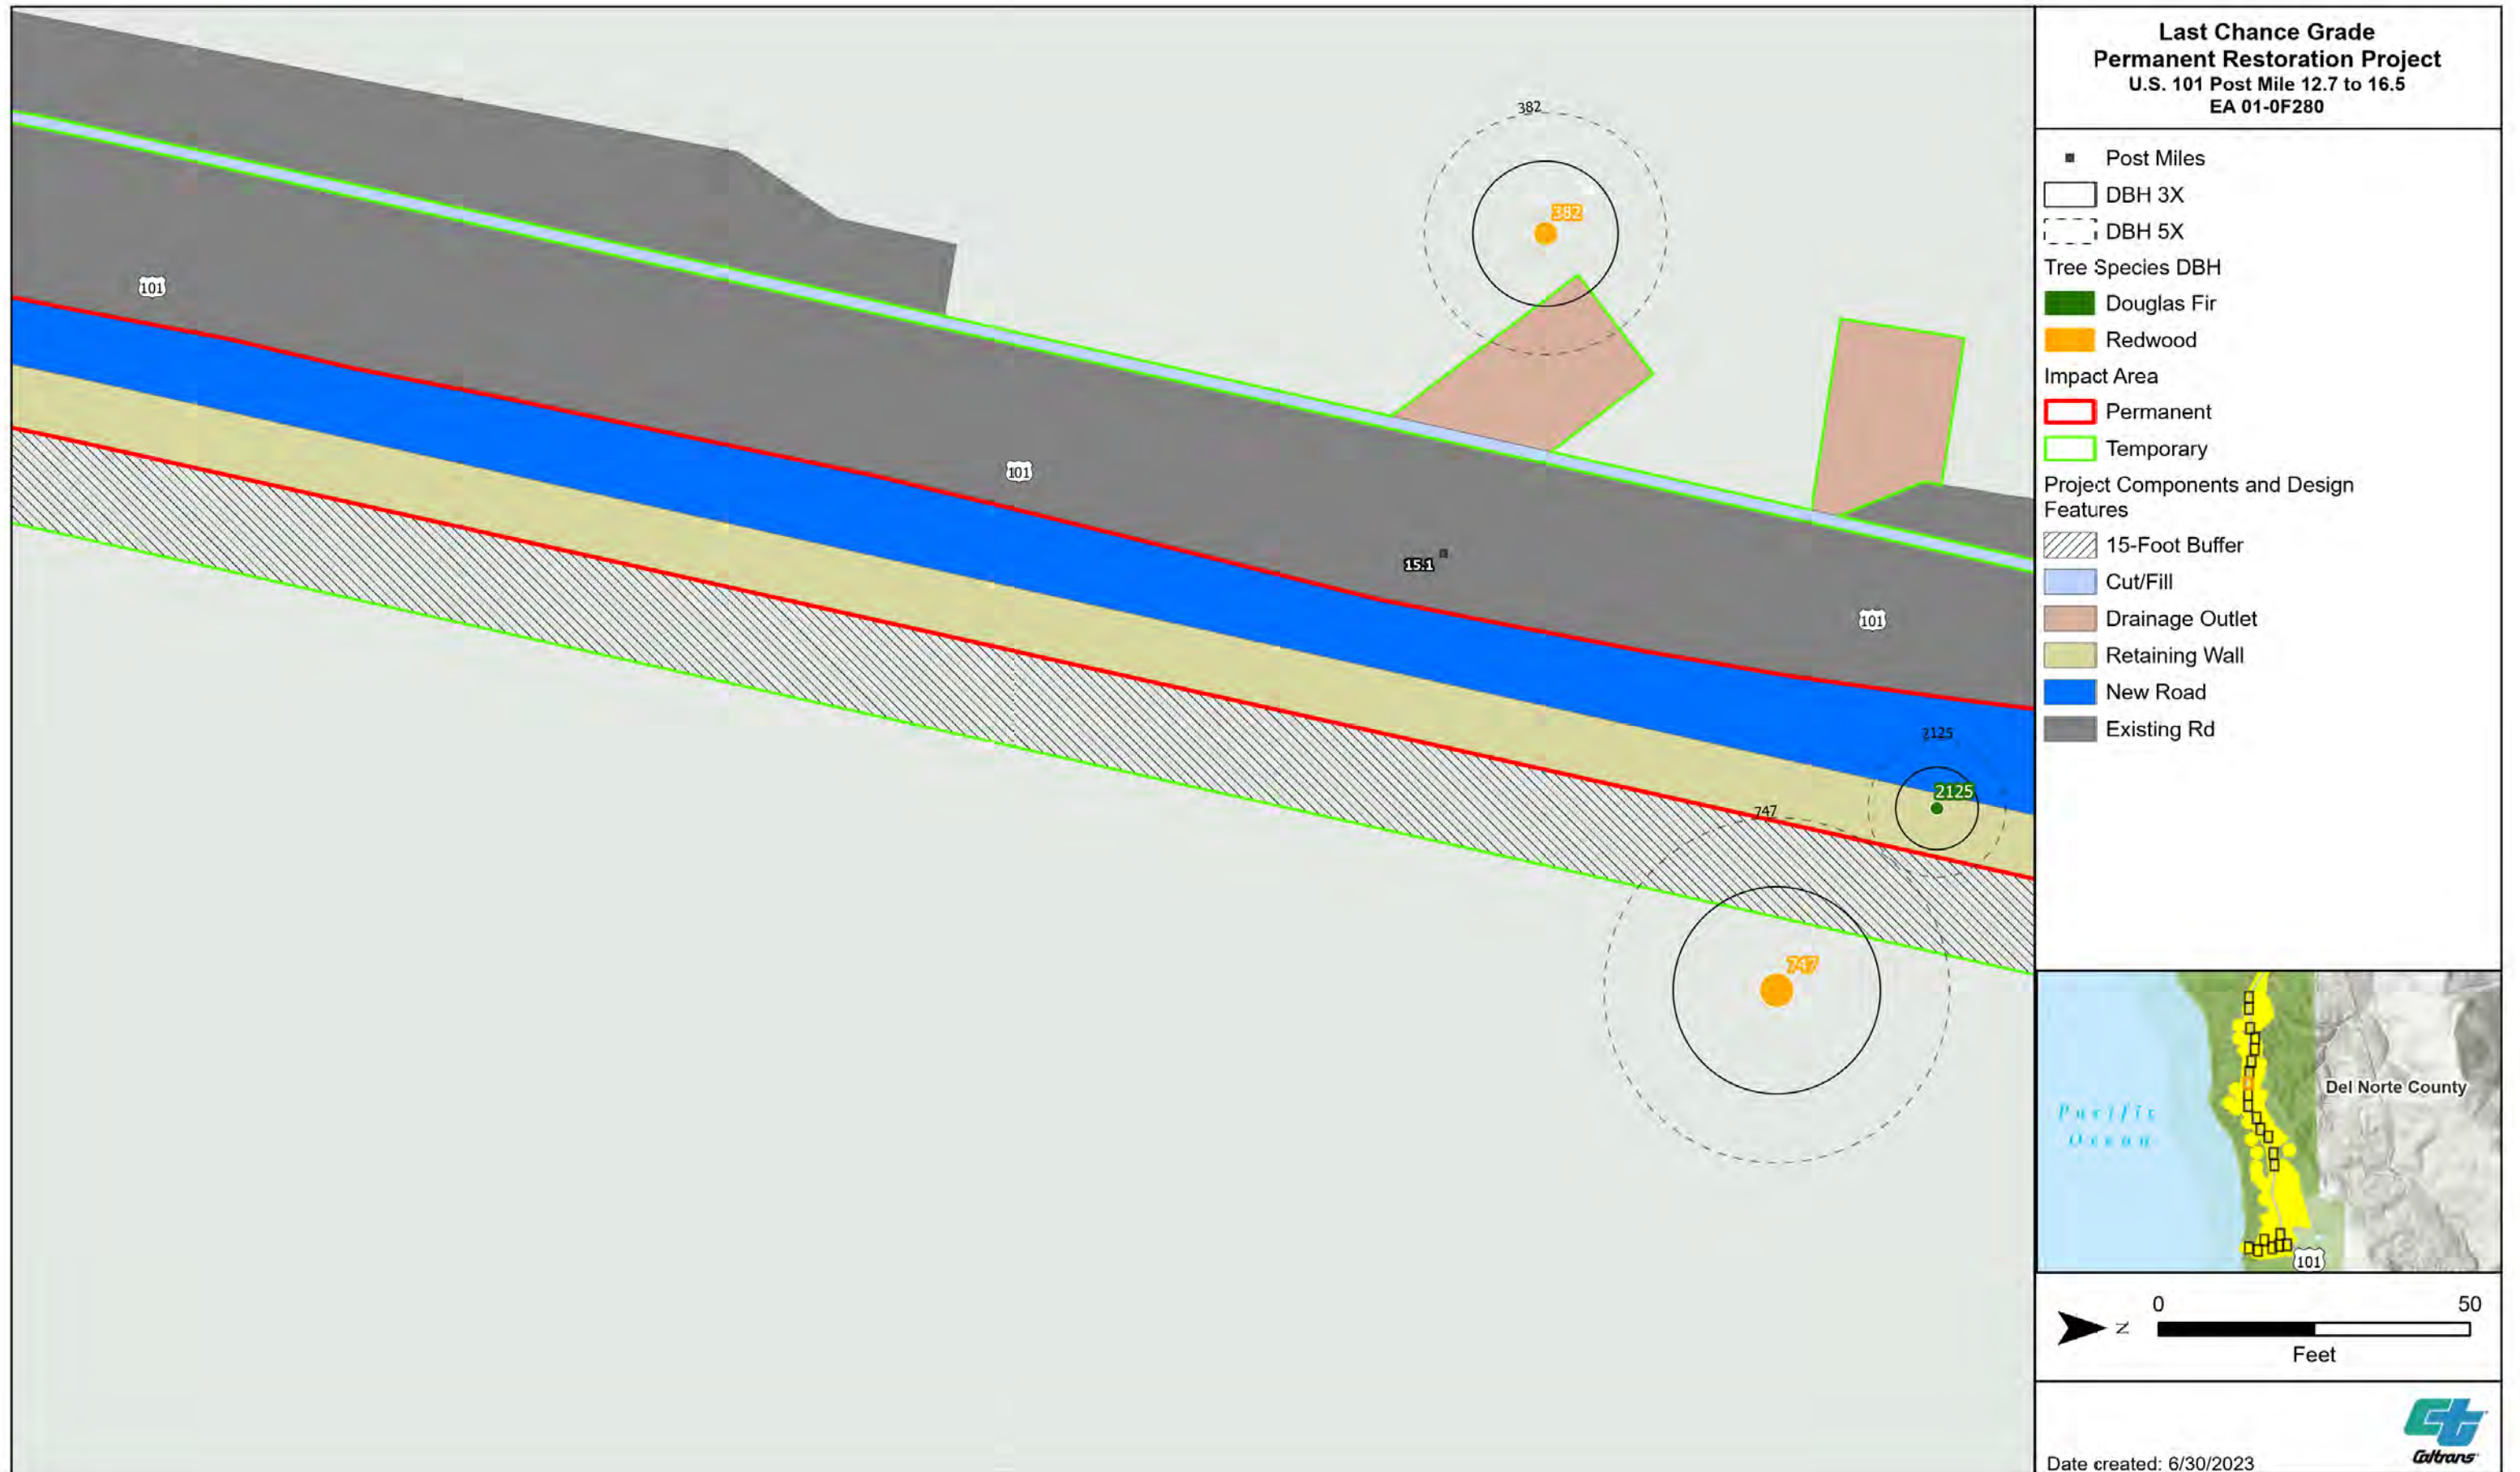 382
382
101
101
15.1
101
2125
2125
747
747
Last Chance Grade
Permanent Restoration Project
U.S. 101 Post Mile 12.7 to 16.5
EA 01-0F280
Post Miles
DBH 3X
DBH 5X
Tree Species DBH
Douglas Fir
Redwood
Impact Area
Permanent
Temporary
Project Components and Design
Features
15-Foot Buffer
Cut/Fill
Drainage Outlet
Retaining Wall
New Road
Existing Rd
Del Norte County
Pacific
Ocean
101
0 50
N
Feet
Caltrans
Date created: 6/30/2023